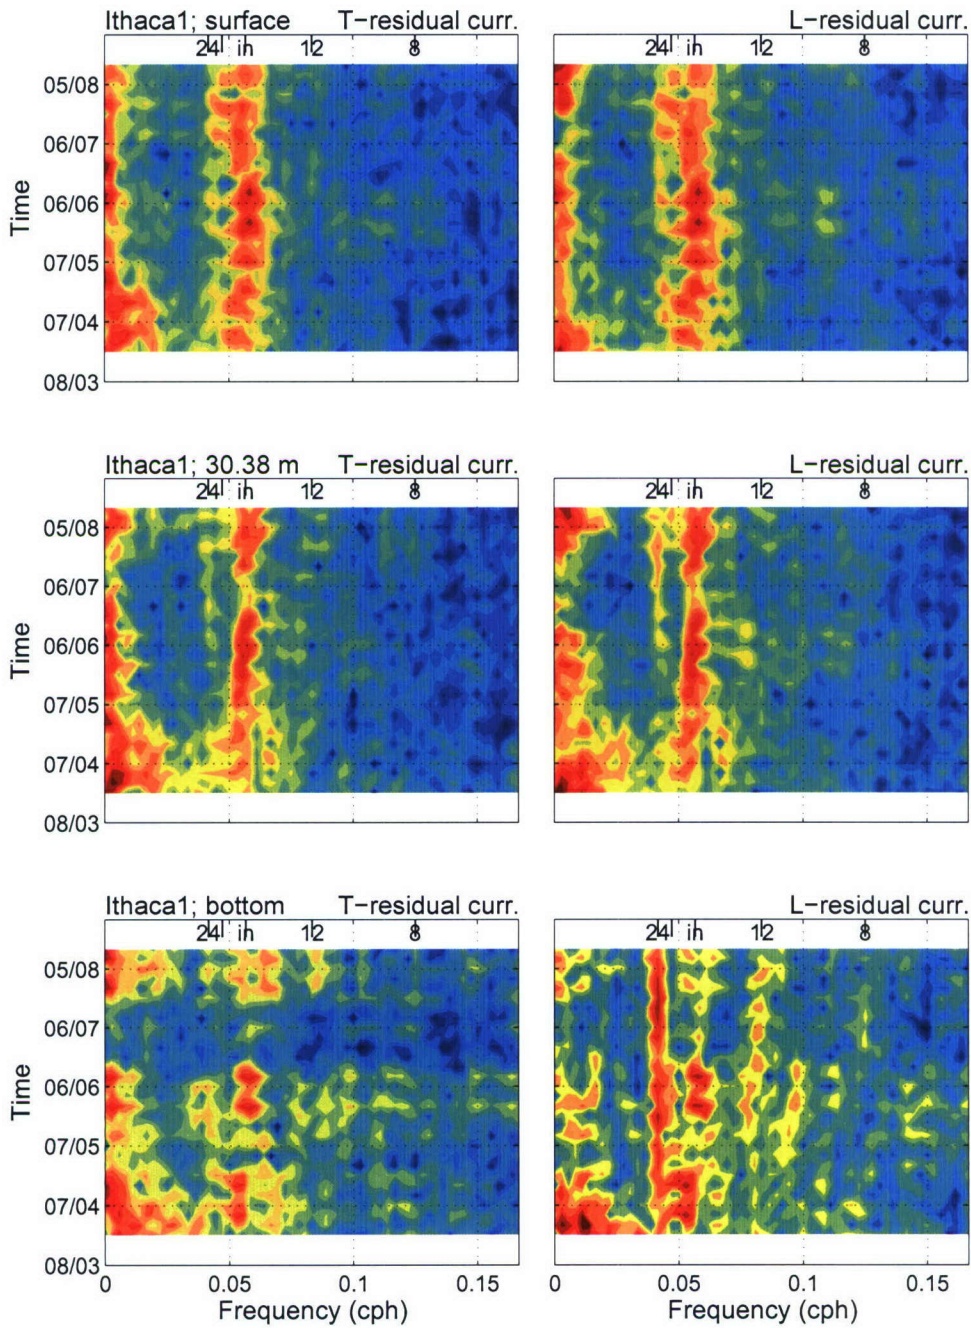 Ithaca1; surface T-residual curr.
L-residual curr.
24 ih 12 8
24 ih 12 8
05/08
06/07
06/06
07/05
07/04
08/03
Time
Ithaca1; 30.38 m T-residual curr.
L-residual curr.
24 ih 12 8
24 ih 12 8
05/08
06/07
06/06
07/05
07/04
08/03
Time
Ithaca1; bottom T-residual curr.
L-residual curr.
24 ih 12 8
24 ih 12 8
05/08
06/07
06/06
07/05
07/04
08/03
Time
0 0.05 0.1 0.15
0 0.05 0.1 0.15
Frequency (cph)
Frequency (cph)